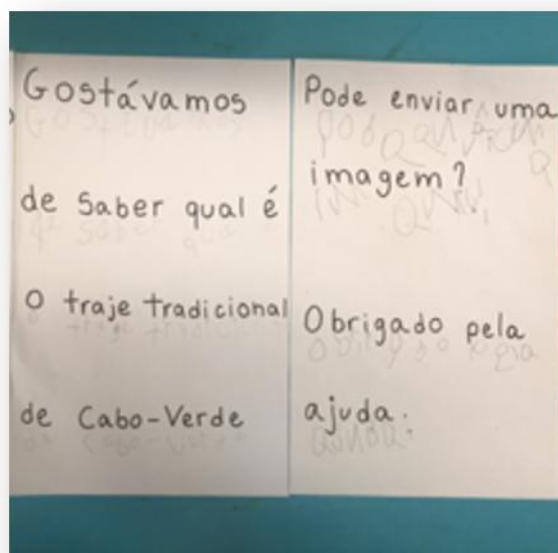 Gostávamos
de Saber qual é
O traje tradicional
de Cabo-Verde
Pode enviar uma
imagem?
Obrigado pela
ajuda.